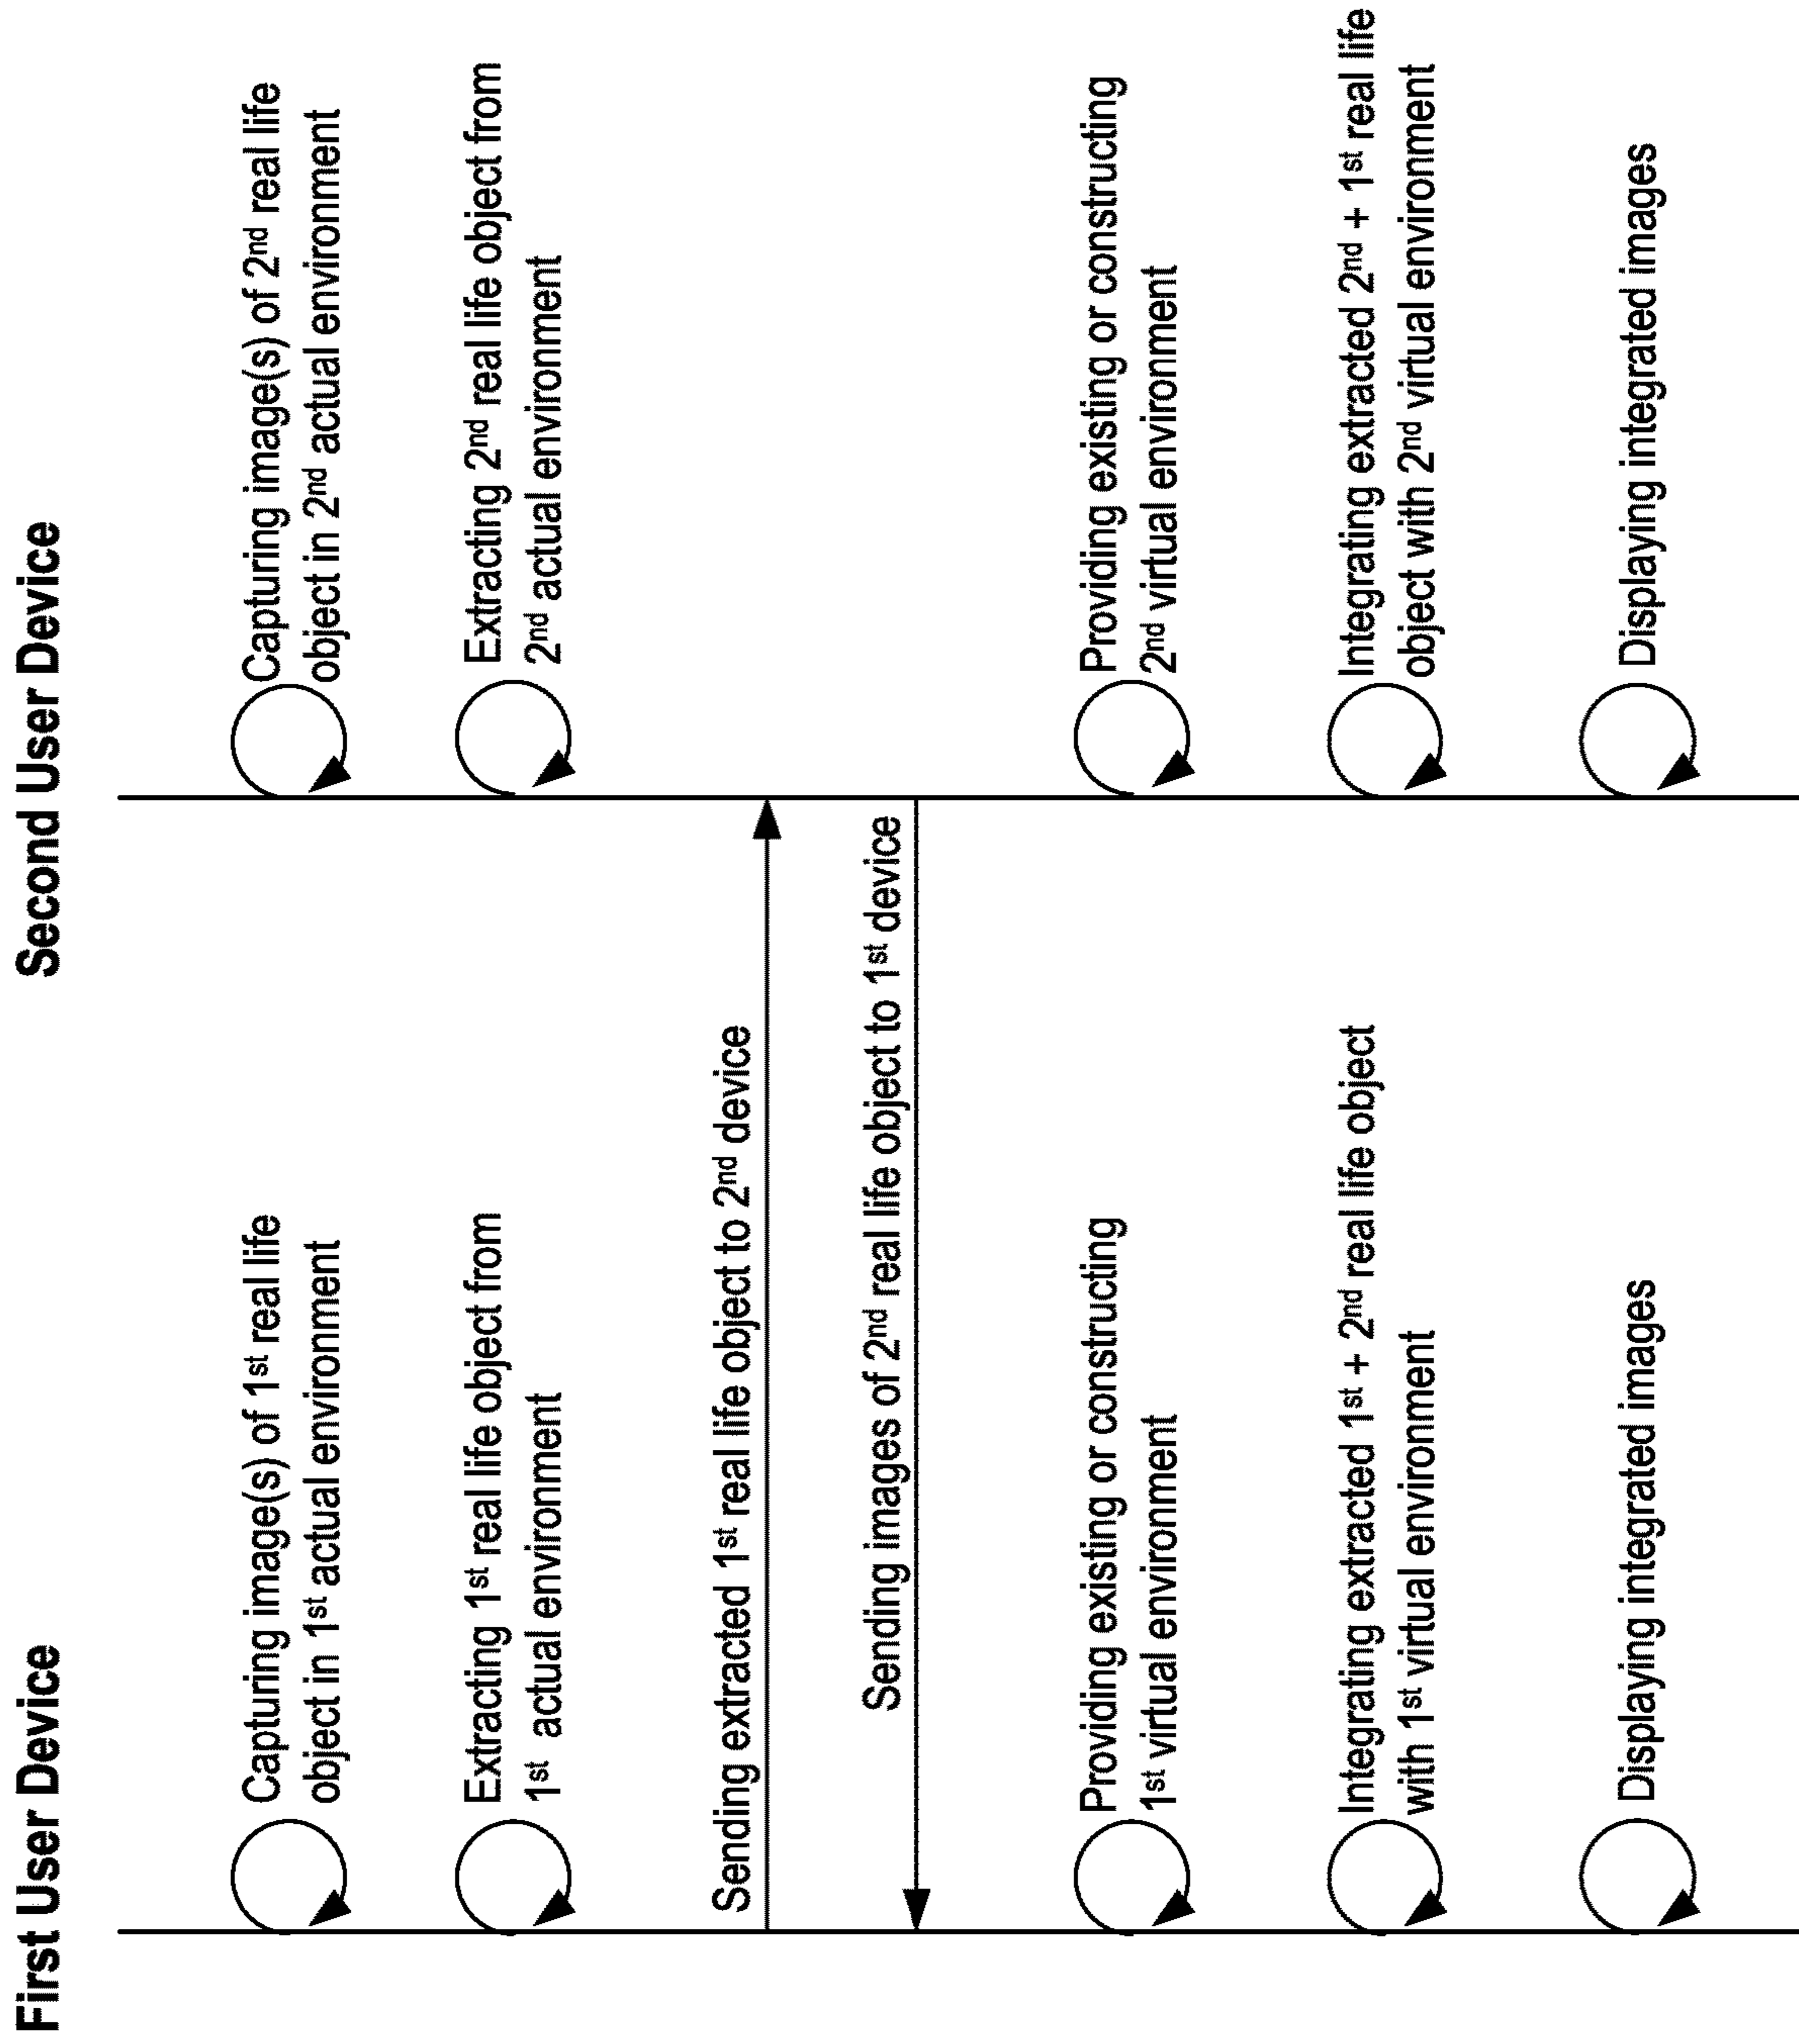 First User Device
Second User Device
Capturing image(s) of 1st real life
object in 1st actual environment
Capturing image(s) of 2nd real life
object in 2nd actual environment
Extracting 1st real life object from
1st actual environment
Extracting 2nd real life object from
2nd actual environment
Sending extracted 1st real life object to 2nd device
Sending images of 2nd real life object to 1st device
Providing existing or constructing
1st virtual environment
Providing existing or constructing
2nd virtual environment
Integrating extracted 1st + 2nd real life object
with 1st virtual environment
Integrating extracted 2nd + 1st real life
object with 2nd virtual environment
Displaying integrated images
Displaying integrated images